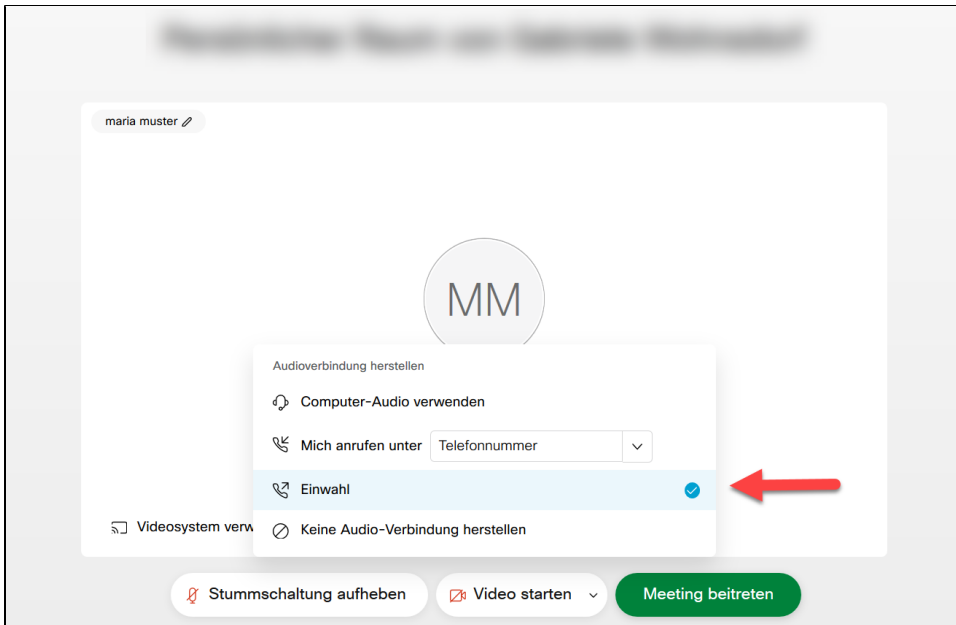 maria muster
MM
Audioverbindung herstellen
Computer-Audio verwenden
Mich anrufen unter Telefonnummer
Einwahl
Videosystem
Keine Audio-Verbindung herstellen
Stummschaltung aufheben Video starten Meeting beitreten